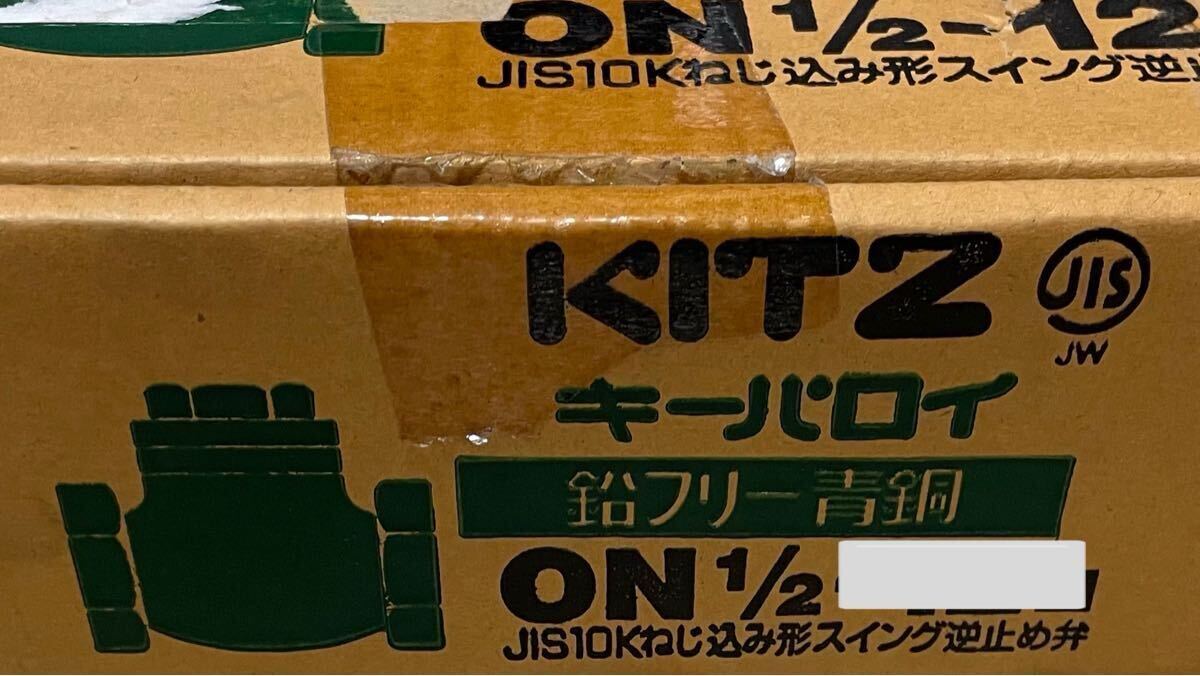 ON 1/2-12
JIS10Kねじ込み形スイング逆止
KITZ
JIS
JW
キーバロイ
鉛フリー青銅
ON 1/2-
JIS10Kねじ込み形スイング逆止め弁